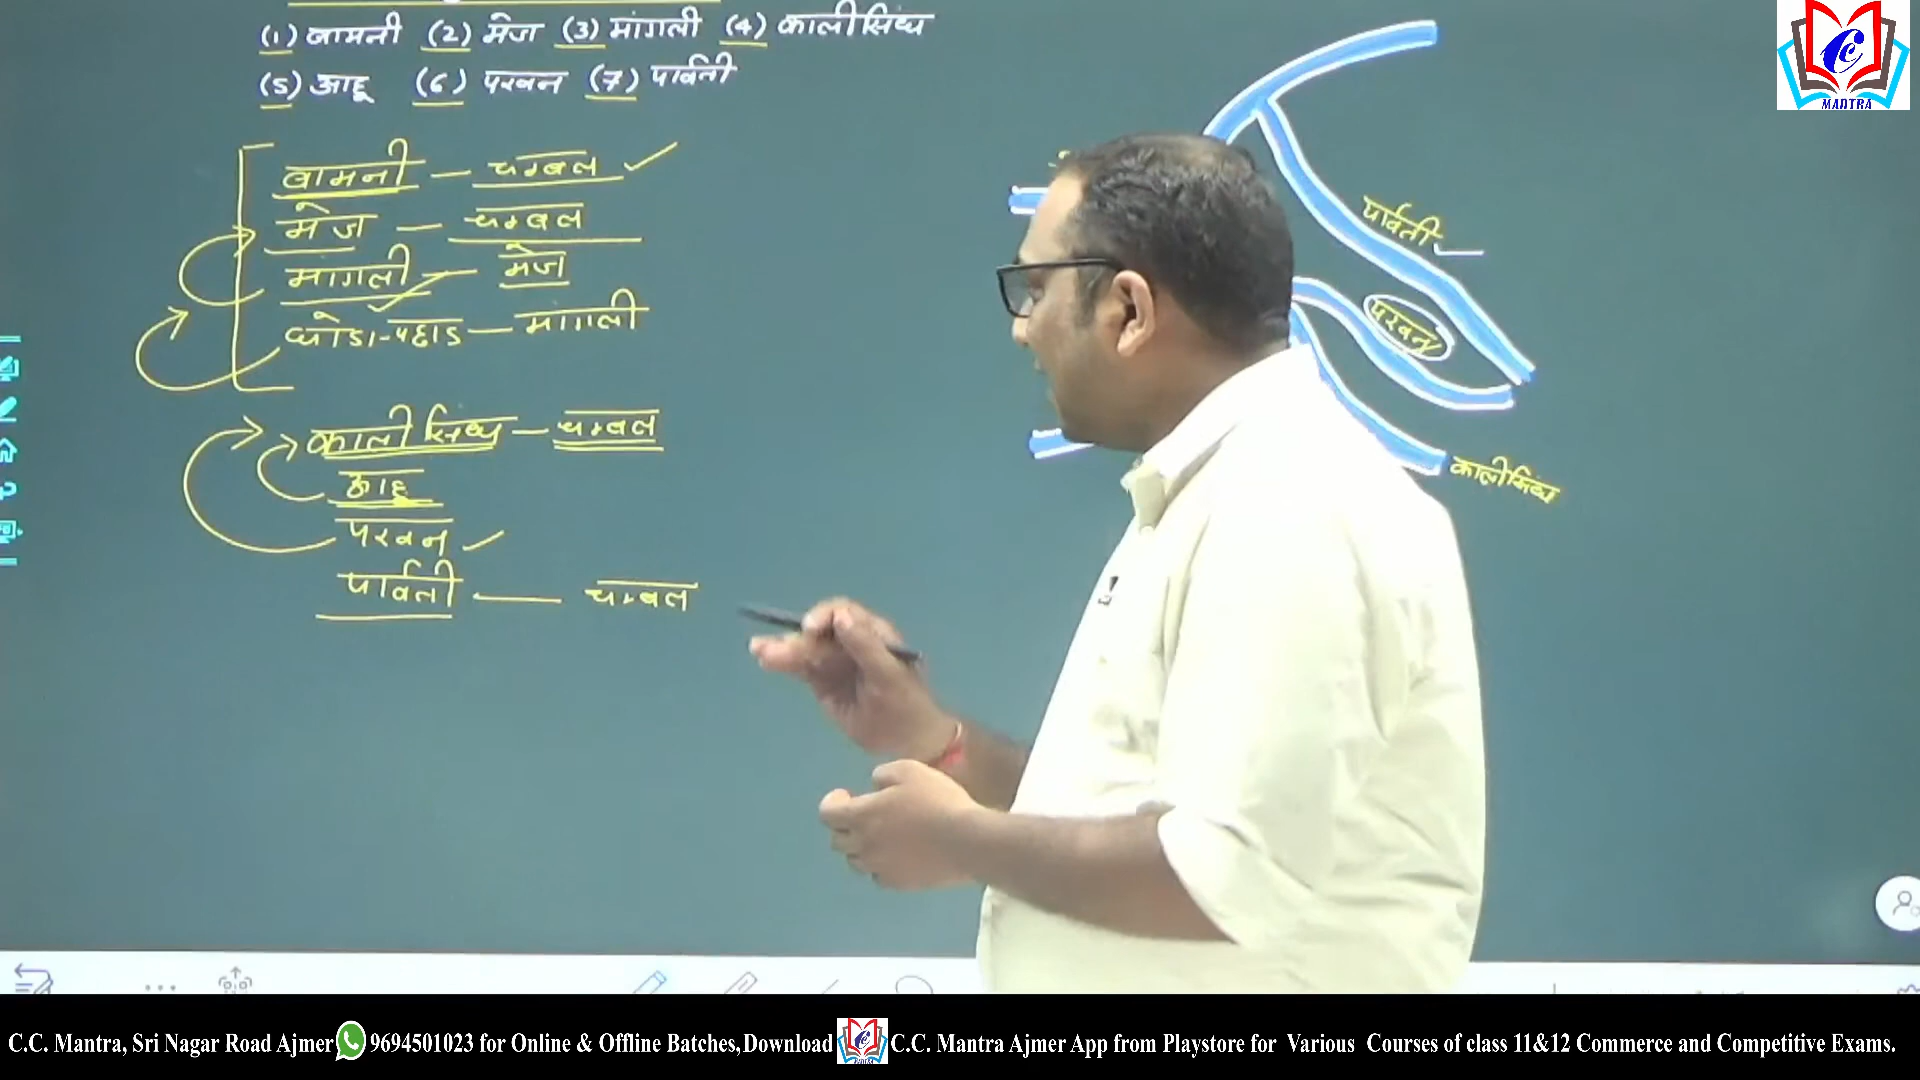 (1) बामनी (2) मेज (3) मांगली (4) कालीसिंध
(5) आहू (6) परवन (7) पार्वती
बामनी — चम्बल ✓
मेज — चम्बल
मांगली — मेज
घोडा-पहाड — मांगली
कालीसिंध — चम्बल
आहू
परवन ✓
पार्वती — चम्बल
पार्वती
परवन
कालीसिंध
MANTRA
C.C. Mantra, Sri Nagar Road Ajmer 9694501023 for Online & Offline Batches,Download C.C. Mantra Ajmer App from Playstore for Various Courses of class 11&12 Commerce and Competitive Exams.